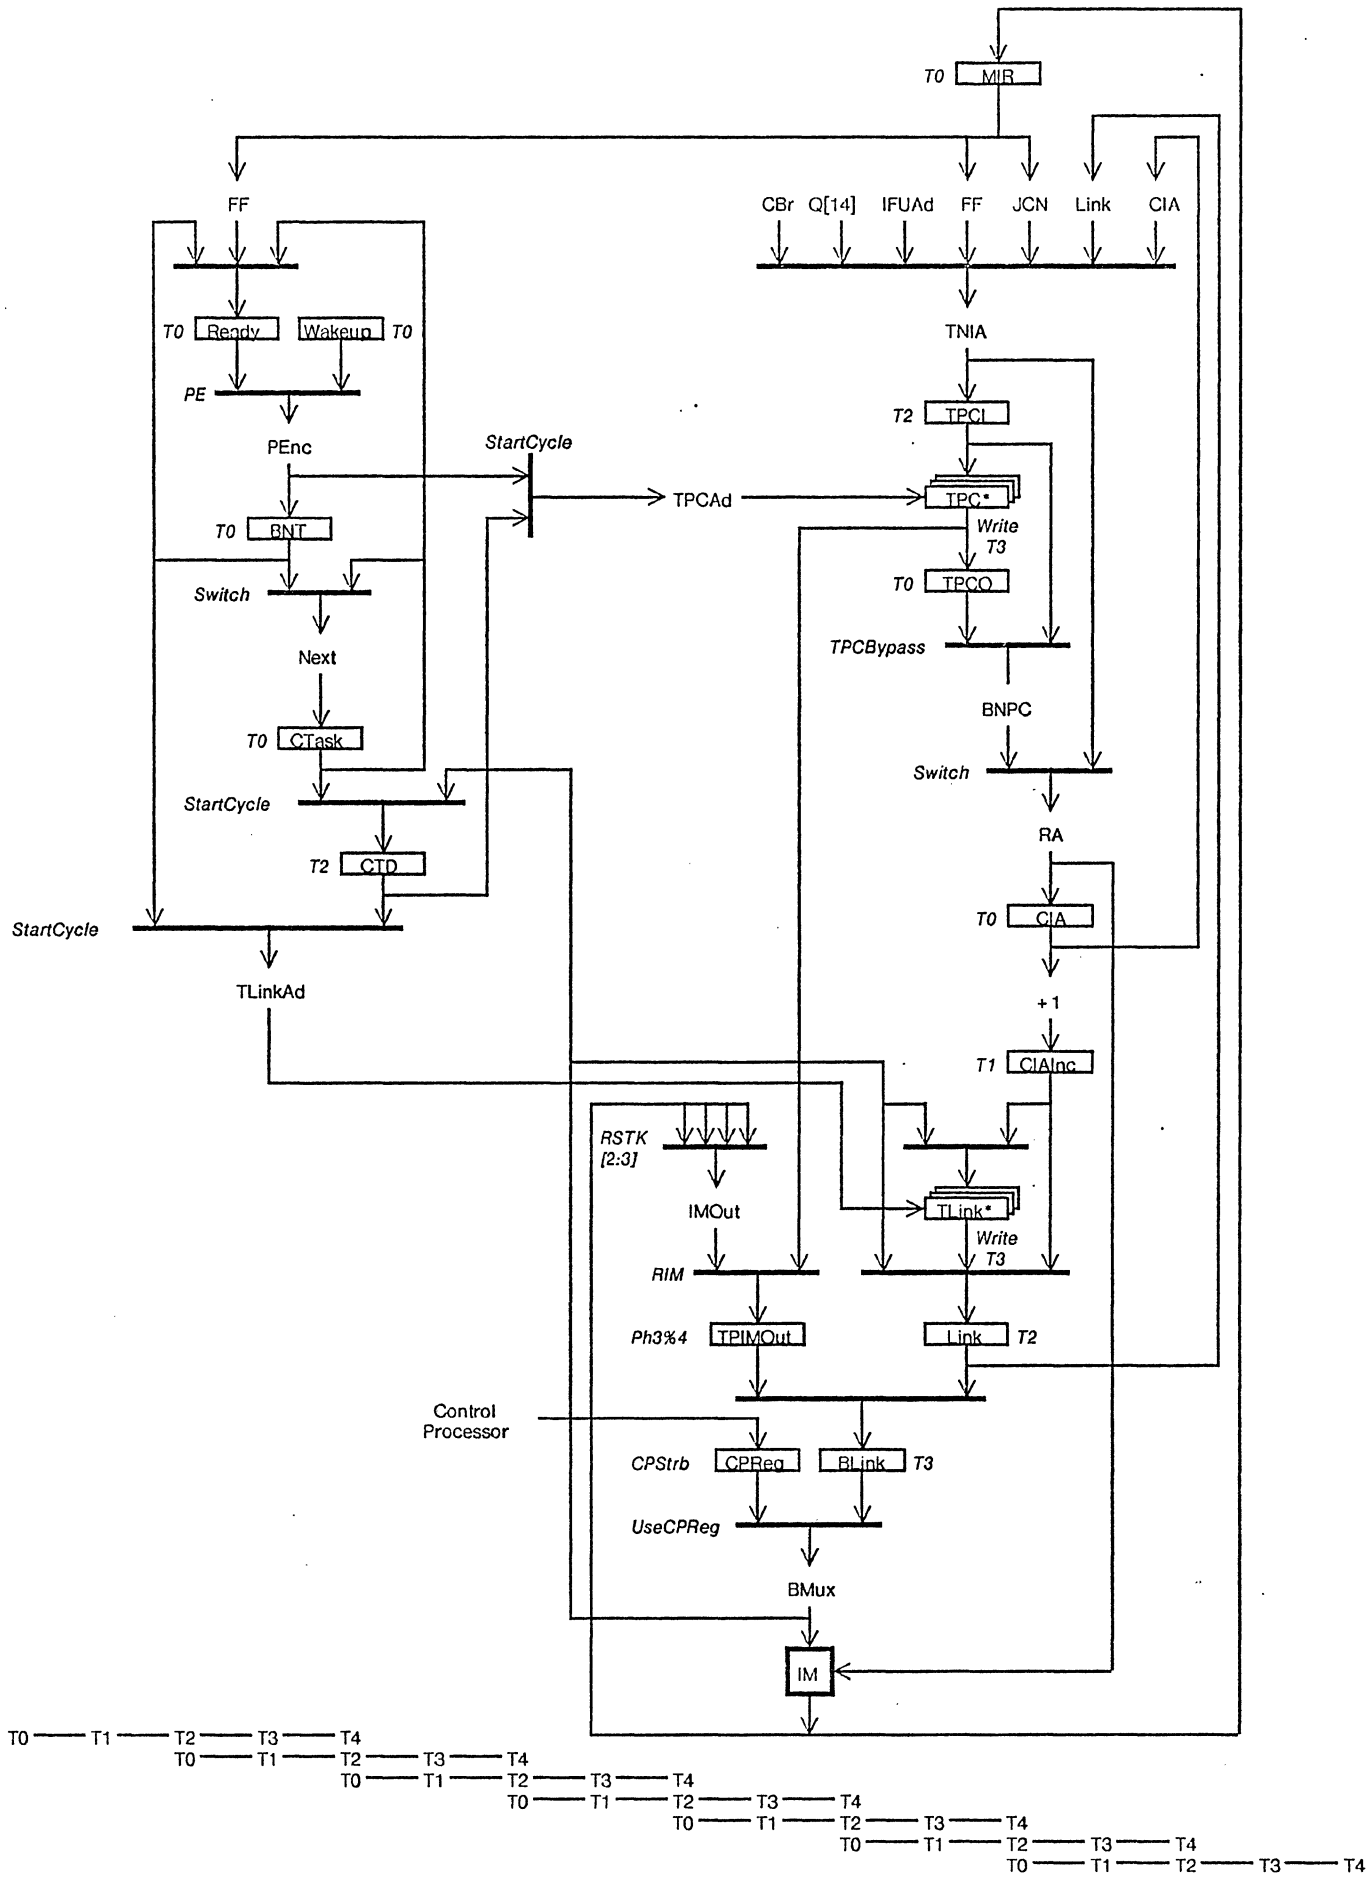 T0 MIR
FF
CBr Q[14] IFUAd FF JCN Link CIA
T0 Ready Wakeup T0
TNIA
PE
T2 TPCI
PEnc
StartCycle
TPCAd
TPC*
T0 BNT
Write
T3
T0 TPCO
Switch
TPCBypass
Next
BNPC
T0 CTask
Switch
StartCycle
RA
T2 CTD
T0 CIA
StartCycle
TLinkAd
+1
T1 CIAInc
RSTK
[2:3]
IMOut
TLink*
Write
T3
RIM
Ph3%4 TPIMOut
Link T2
Control
Processor
CPStrb CPReg BLink T3
UseCPReg
BMux
IM
T0 T1 T2 T3 T4
T0 T1 T2 T3 T4
T0 T1 T2 T3 T4
T0 T1 T2 T3 T4
T0 T1 T2 T3 T4
T0 T1 T2 T3 T4
T0 T1 T2 T3 T4